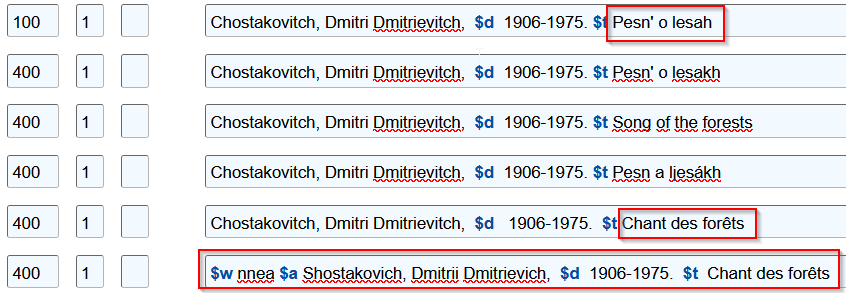 100 1 Chostakovitch, Dmitri Dmitrievitch, $d 1906-1975. $t Pesn' o lesah
400 1 Chostakovitch, Dmitri Dmitrievitch, $d 1906-1975. $t Pesn' o lesakh
400 1 Chostakovitch, Dmitri Dmitrievitch, $d 1906-1975. $t Song of the forests
400 1 Chostakovitch, Dmitri Dmitrievitch, $d 1906-1975. $t Pesn a ljesákh
400 1 Chostakovitch, Dmitri Dmitrievitch, $d 1906-1975. $t Chant des forêts
400 1 $w nnea $a Shostakovich, Dmitrii Dmitrievich, $d 1906-1975. $t Chant des forêts